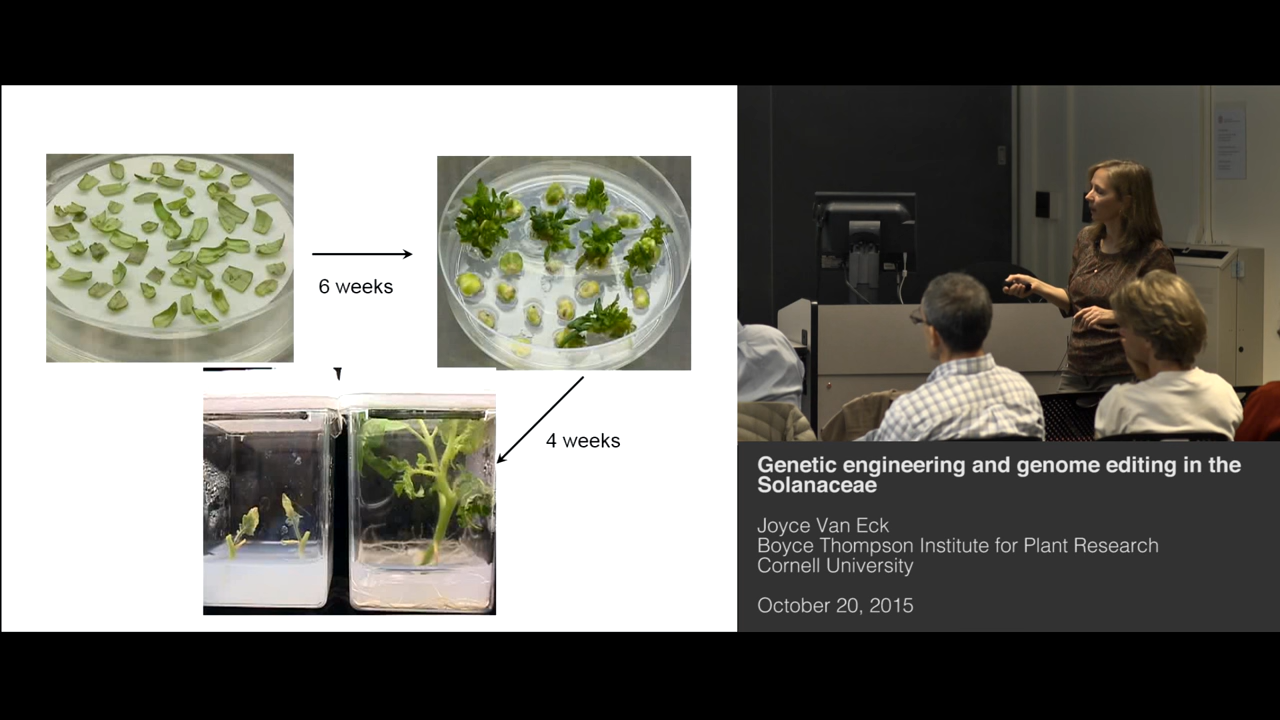 6 weeks
4 weeks
Genetic engineering and genome editing in the
Solanaceae
Joyce Van Eck
Boyce Thompson Institute for Plant Research
Cornell University
October 20, 2015